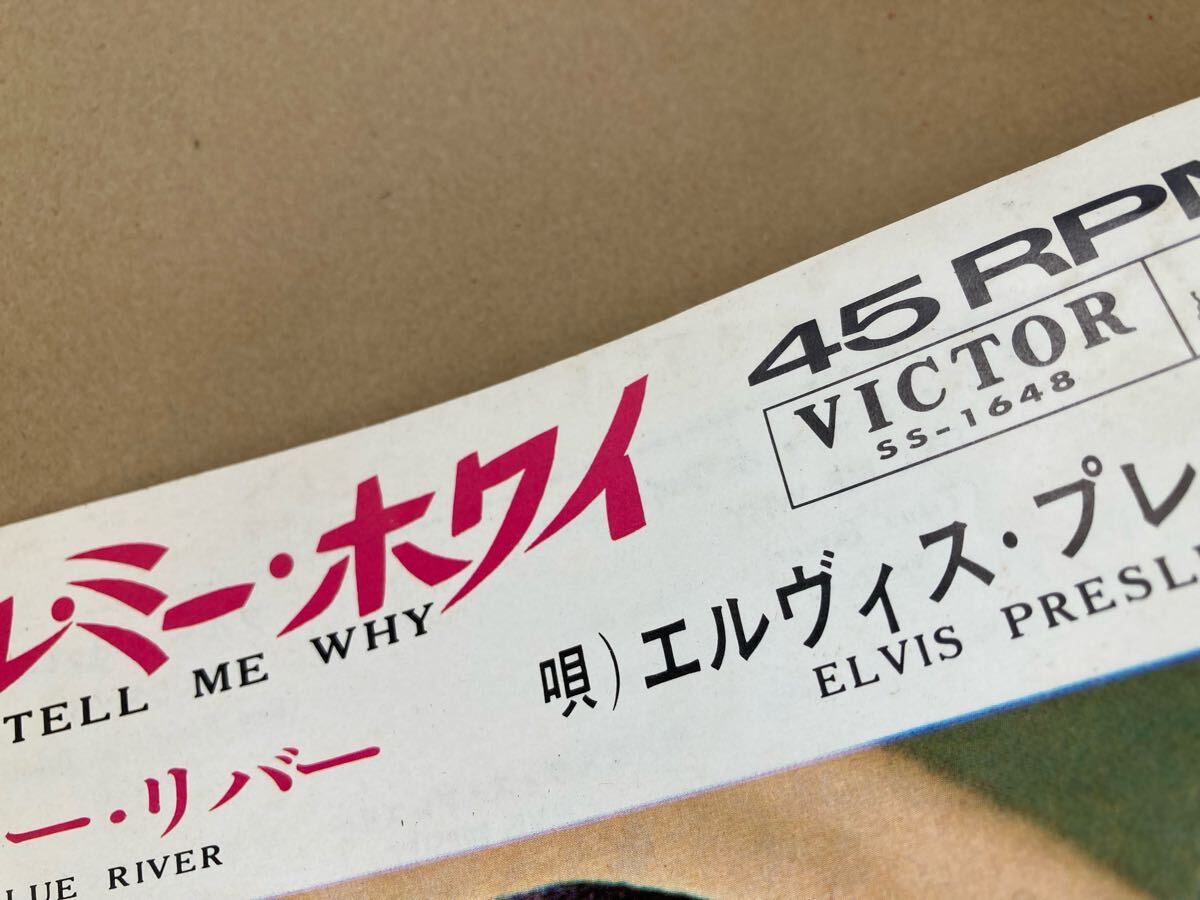 45 RPM
VICTOR
SS-1648
ル・ミー・ホワイ
TELL ME WHY
唄)エルヴィス・プレ
ELVIS PRESL
ー・リバー
LUE RIVER